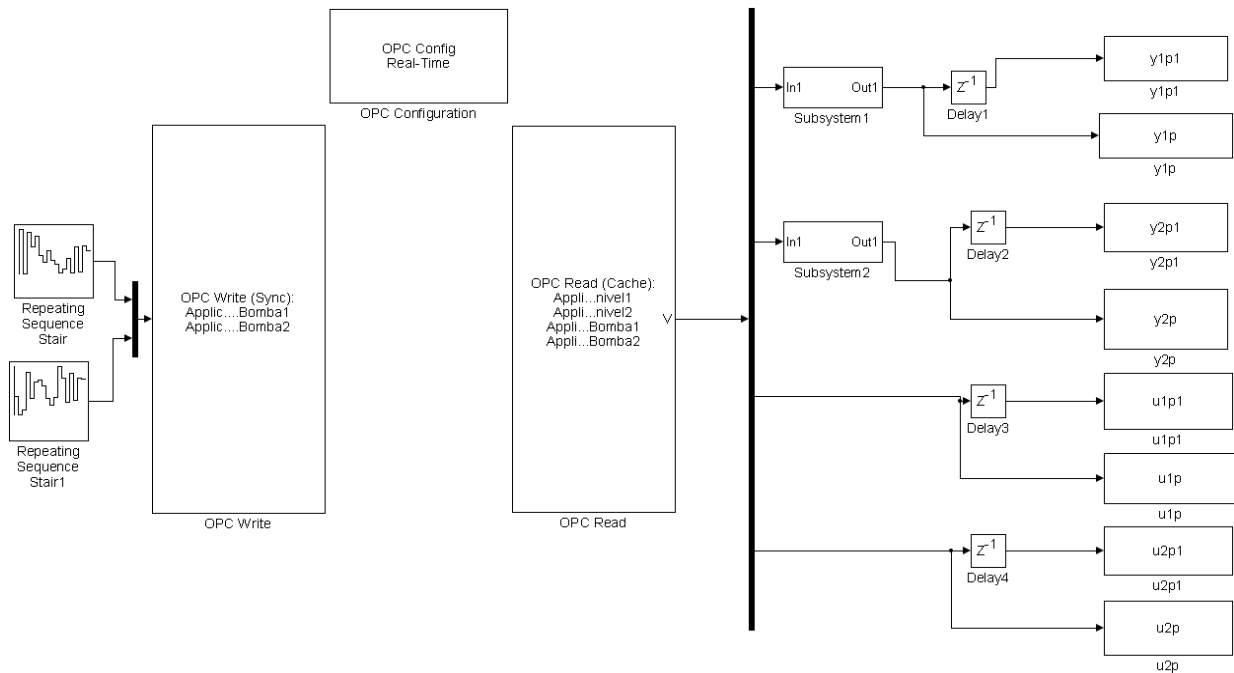 OPC Config
Real-Time
OPC Configuration
Repeating
Sequence
Stair
Repeating
Sequence
Stair1
OPC Write (Sync):
Applic....Bomba1
Applic....Bomba2
OPC Write
OPC Read (Cache):
Appli...nivel1
Appli...nivel2
Appli...Bomba1
Appli...Bomba2
V
OPC Read
In1 Out1
Subsystem1
Z-1
Delay1
y1p1
y1p1
y1p
y1p
In1 Out1
Subsystem2
Z-1
Delay2
y2p1
y2p1
y2p
y2p
Z-1
Delay3
u1p1
u1p1
u1p
u1p
Z-1
Delay4
u2p1
u2p1
u2p
u2p